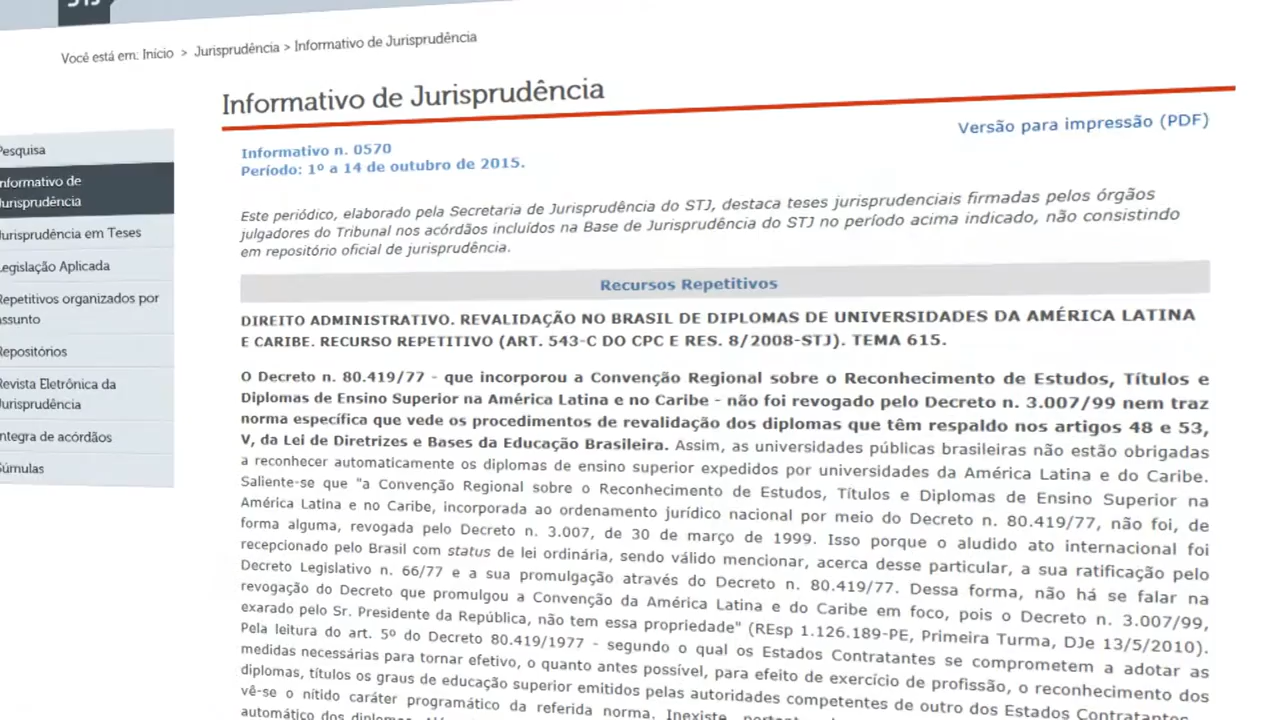 STJ
Você está em: Início > Jurisprudência > Informativo de Jurisprudência
Informativo de Jurisprudência
Versão para impressão (PDF)
Informativo n. 0570
Período: 1º a 14 de outubro de 2015.
Pesquisa
Informativo de
Jurisprudência
Jurisprudência em Teses
Legislação Aplicada
Repetitivos organizados por
assunto
Repositórios
Revista Eletrônica da
Jurisprudência
Íntegra de acórdãos
Súmulas
Este periódico, elaborado pela Secretaria de Jurisprudência do STJ, destaca teses jurisprudenciais firmadas pelos órgãos
julgadores do Tribunal nos acórdãos incluídos na Base de Jurisprudência do STJ no período acima indicado, não consistindo
em repositório oficial de jurisprudência.
Recursos Repetitivos
DIREITO ADMINISTRATIVO. REVALIDAÇÃO NO BRASIL DE DIPLOMAS DE UNIVERSIDADES DA AMÉRICA LATINA
E CARIBE. RECURSO REPETITIVO (ART. 543-C DO CPC E RES. 8/2008-STJ). TEMA 615.
O Decreto n. 80.419/77 - que incorporou a Convenção Regional sobre o Reconhecimento de Estudos, Títulos e
Diplomas de Ensino Superior na América Latina e no Caribe - não foi revogado pelo Decreto n. 3.007/99 nem traz
norma específica que vede os procedimentos de revalidação dos diplomas que têm respaldo nos artigos 48 e 53,
V, da Lei de Diretrizes e Bases da Educação Brasileira. Assim, as universidades públicas brasileiras não estão obrigadas
a reconhecer automaticamente os diplomas de ensino superior expedidos por universidades da América Latina e do Caribe.
Saliente-se que "a Convenção Regional sobre o Reconhecimento de Estudos, Títulos e Diplomas de Ensino Superior na
América Latina e no Caribe, incorporada ao ordenamento jurídico nacional por meio do Decreto n. 80.419/77, não foi, de
forma alguma, revogada pelo Decreto n. 3.007, de 30 de março de 1999. Isso porque o aludido ato internacional foi
recepcionado pelo Brasil com status de lei ordinária, sendo válido mencionar, acerca desse particular, a sua ratificação pelo
Decreto Legislativo n. 66/77 e a sua promulgação através do Decreto n. 80.419/77. Dessa forma, não há se falar na
revogação do Decreto que promulgou a Convenção da América Latina e do Caribe em foco, pois o Decreto n. 3.007/99,
exarado pelo Sr. Presidente da República, não tem essa propriedade" (REsp 1.126.189-PE, Primeira Turma, DJe 13/5/2010).
Pela leitura do art. 5º do Decreto 80.419/1977 - segundo o qual os Estados Contratantes se comprometem a adotar as
medidas necessárias para tornar efetivo, o quanto antes possível, para efeito de exercício de profissão, o reconhecimento dos
diplomas, títulos os graus de educação superior emitidos pelas autoridades competentes de outro dos Estados Contratantes
vê-se o nítido caráter programático da referida norma. Inexiste,
automático dos